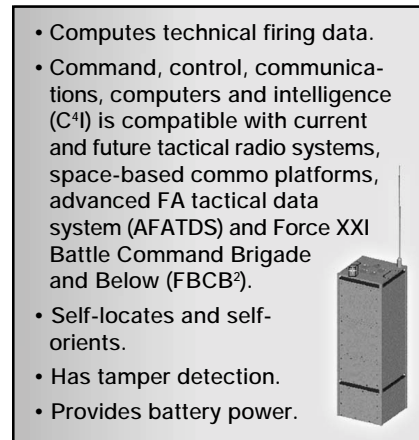 • Computes technical firing data.
• Command, control, communica-
tions, computers and intelligence
(C⁴I) is compatible with current
and future tactical radio systems,
space-based commo platforms,
advanced FA tactical data
system (AFATDS) and Force XXI
Battle Command Brigade
and Below (FBCB²).
• Self-locates and self-
orients.
• Has tamper detection.
• Provides battery power.